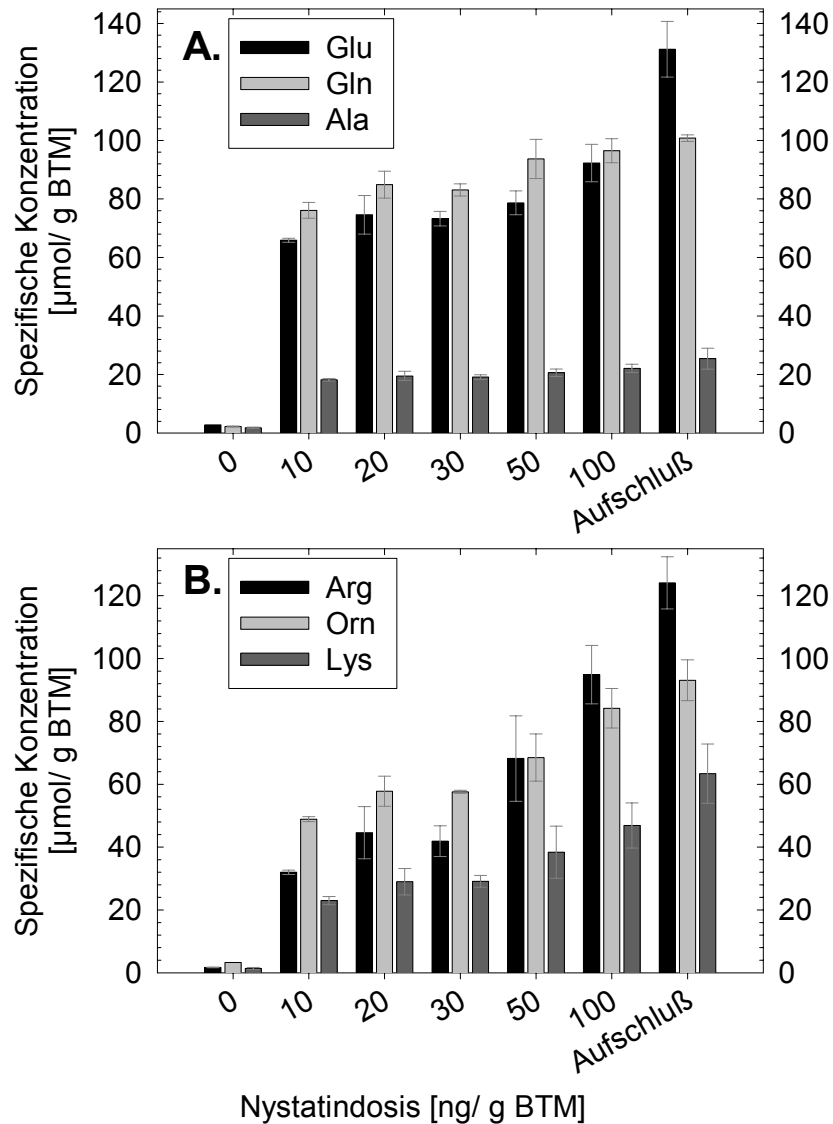 A.
Glu
Gln
Ala
Spezifische Konzentration
[µmol/ g BTM]
140
120
100
80
60
40
20
0
140
120
100
80
60
40
20
0
0
10
20
30
50
100
Aufschluß
B.
Arg
Orn
Lys
Spezifische Konzentration
[µmol/ g BTM]
120
100
80
60
40
20
0
120
100
80
60
40
20
0
0
10
20
30
50
100
Aufschluß
Nystatindosis [ng/ g BTM]